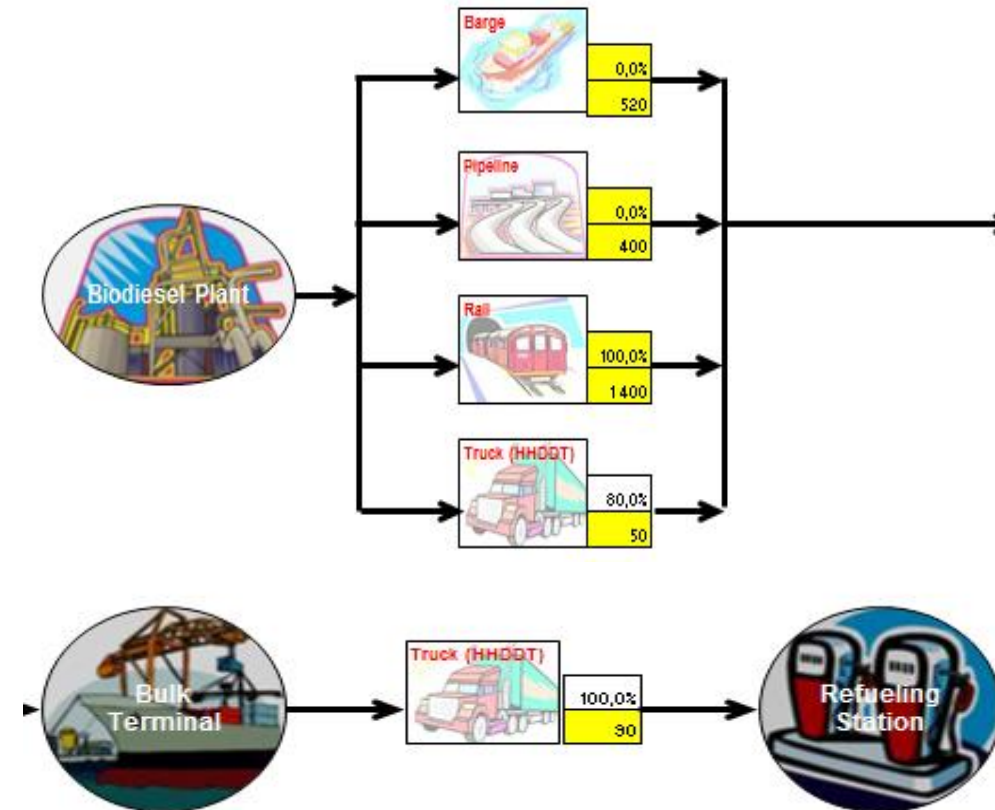 Barge
0,0%
520
Pipeline
0,0%
400
Biodiesel Plant
Rail
100,0%
1400
Truck (HHDDT)
80,0%
50
Bulk
Terminal
Truck (HHDDT)
100,0%
90
Refueling
Station